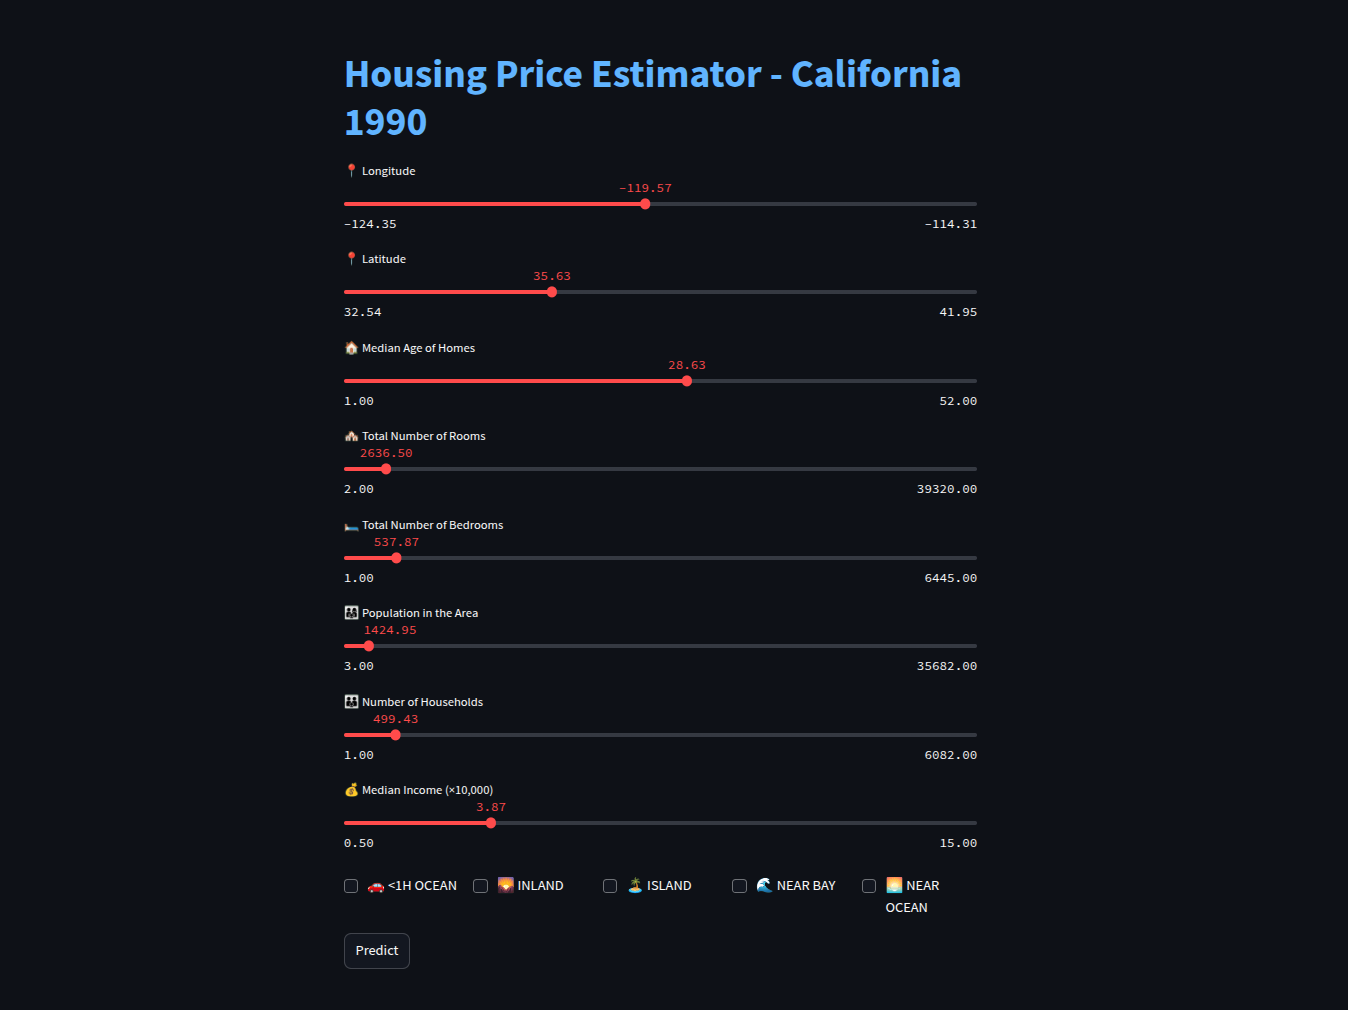 Housing Price Estimator - California
1990
📍 Longitude
-119.57
-124.35 -114.31
📍 Latitude
35.63
32.54 41.95
🏠 Median Age of Homes
28.63
1.00 52.00
🏘️ Total Number of Rooms
2636.50
2.00 39320.00
🛏️ Total Number of Bedrooms
537.87
1.00 6445.00
👨‍👩‍👧‍👦 Population in the Area
1424.95
3.00 35682.00
👨‍👩‍👦 Number of Households
499.43
1.00 6082.00
💰 Median Income (×10,000)
3.87
0.50 15.00
🚗 <1H OCEAN 🌄 INLAND 🏝️ ISLAND 🌊 NEAR BAY 🌅 NEAR
OCEAN
Predict